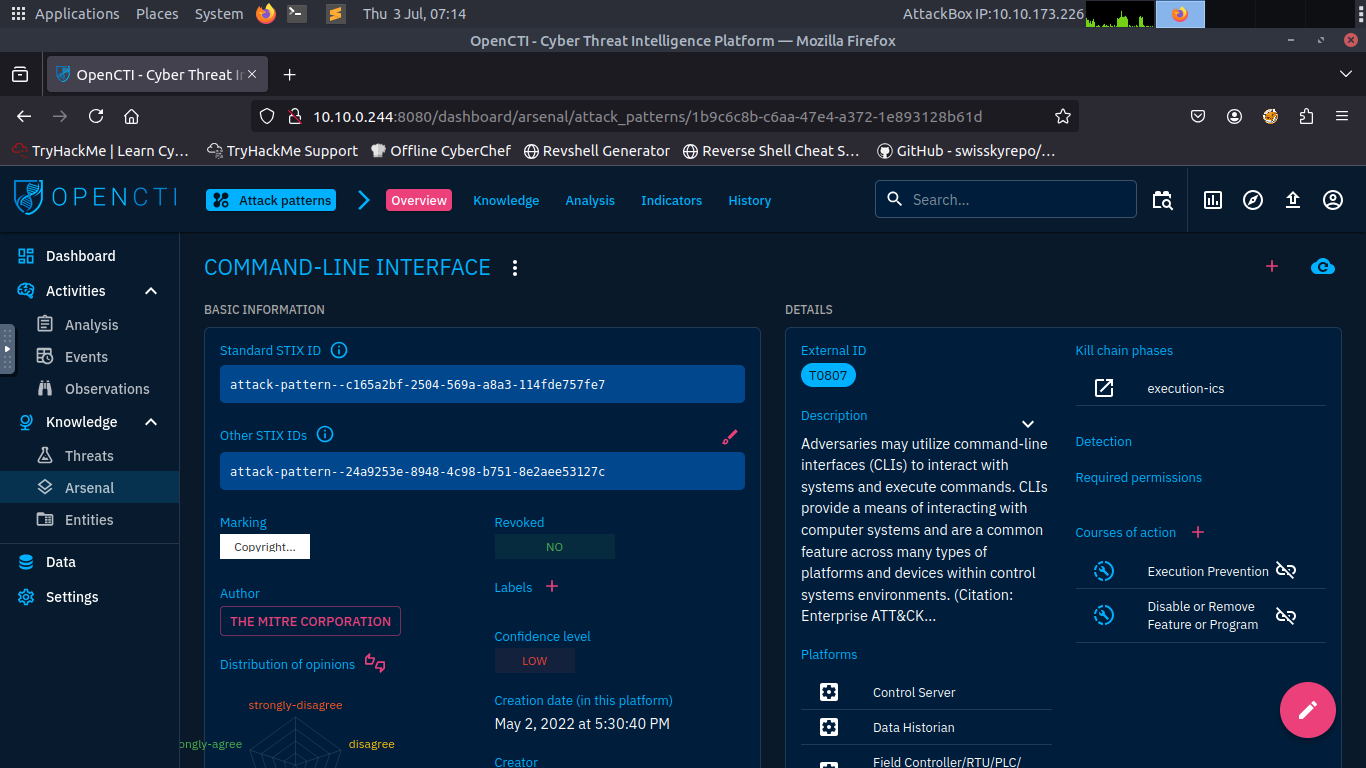 Applications Places System Thu 3 Jul, 07:14 AttackBox IP:10.10.173.226
OpenCTI - Cyber Threat Intelligence Platform — Mozilla Firefox
OpenCTI - Cyber Threat I
10.10.0.244:8080/dashboard/arsenal/attack_patterns/1b9c6c8b-c6aa-47e4-a372-1e893128b61d
TryHackMe | Learn Cy… TryHackMe Support Offline CyberChef Revshell Generator Reverse Shell Cheat S… GitHub - swisskyrepo/…
OPENCTI Attack patterns Overview Knowledge Analysis Indicators History Search...
Dashboard
Activities
Analysis
Events
Observations
Knowledge
Threats
Arsenal
Entities
Data
Settings
COMMAND-LINE INTERFACE
BASIC INFORMATION
Standard STIX ID
attack-pattern--c165a2bf-2504-569a-a8a3-114fde757fe7
Other STIX IDs
attack-pattern--24a9253e-8948-4c98-b751-8e2aee53127c
Marking
Copyright...
Author
THE MITRE CORPORATION
Distribution of opinions
strongly-disagree
ongly-agree disagree
Revoked
NO
Labels
Confidence level
LOW
Creation date (in this platform)
May 2, 2022 at 5:30:40 PM
Creator
DETAILS
External ID
T0807
Description
Adversaries may utilize command-line
interfaces (CLIs) to interact with
systems and execute commands. CLIs
provide a means of interacting with
computer systems and are a common
feature across many types of
platforms and devices within control
systems environments. (Citation:
Enterprise ATT&CK...
Platforms
Control Server
Data Historian
Field Controller/RTU/PLC/
Kill chain phases
execution-ics
Detection
Required permissions
Courses of action
Execution Prevention
Disable or Remove
Feature or Program